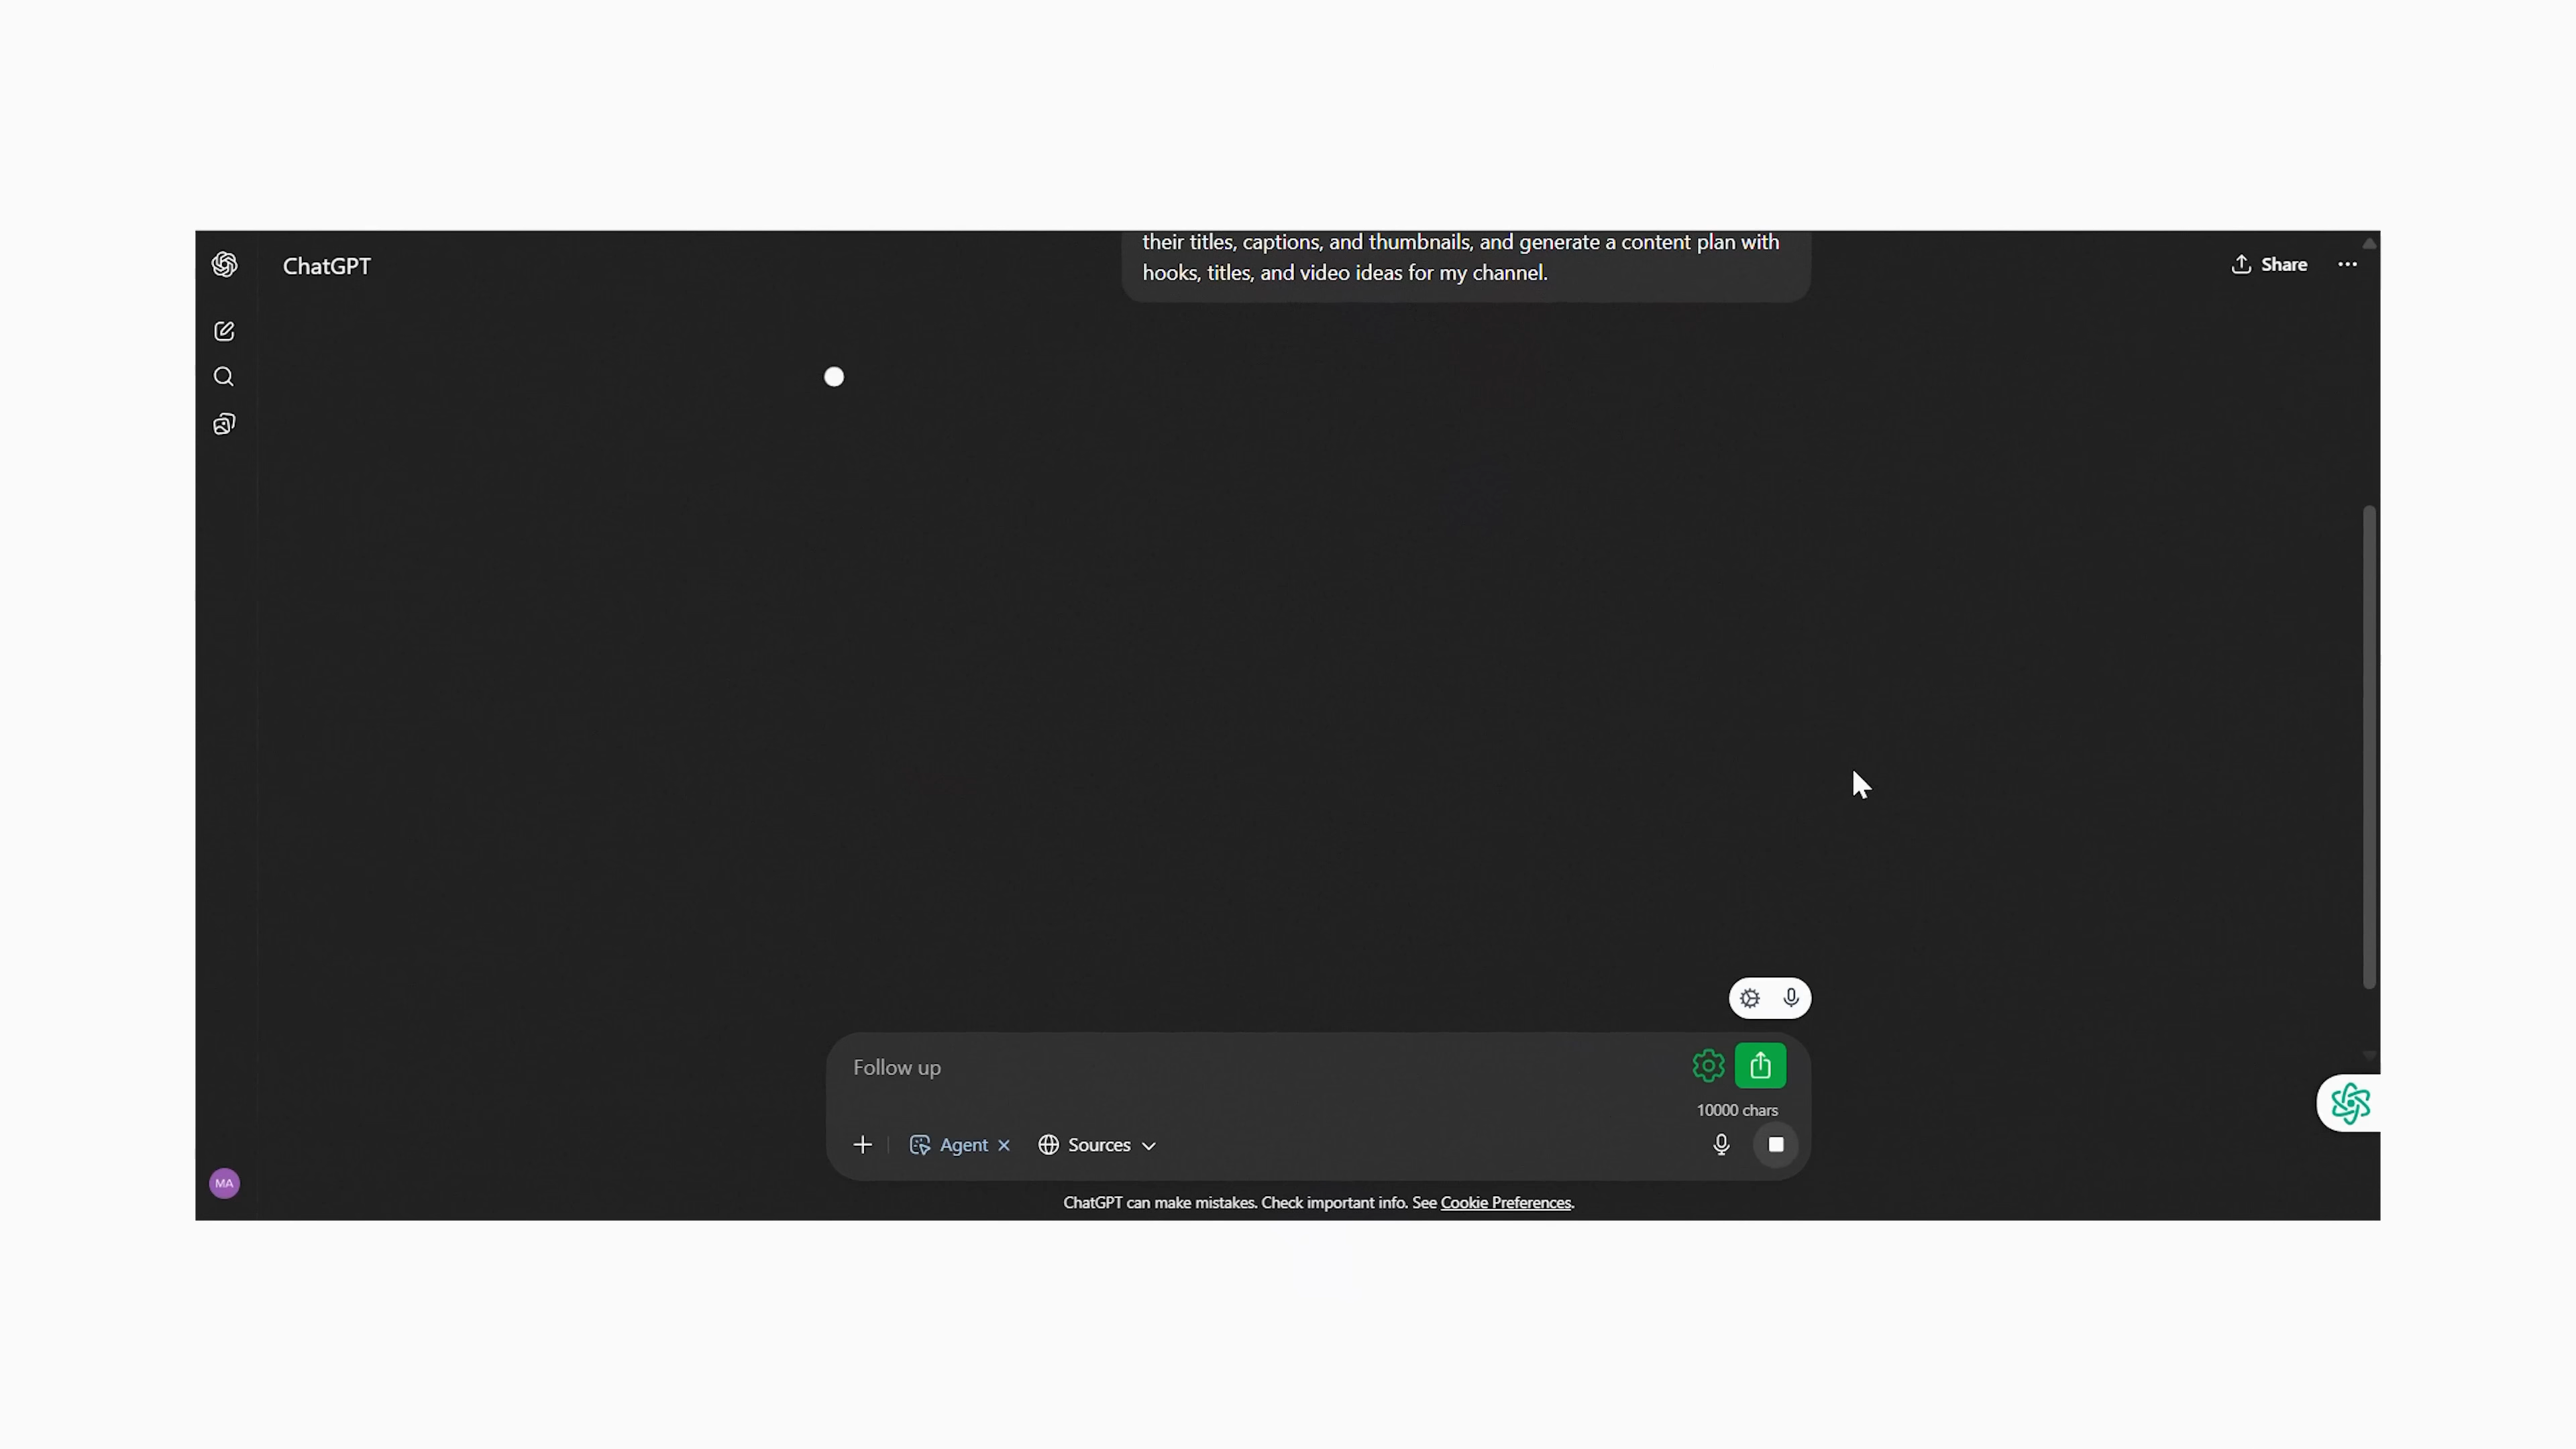 ChatGPT
their titles, captions, and thumbnails, and generate a content plan with
hooks, titles, and video ideas for my channel.
Share
Follow up
10000 chars
Agent
Sources
MA
ChatGPT can make mistakes. Check important info. See Cookie Preferences.